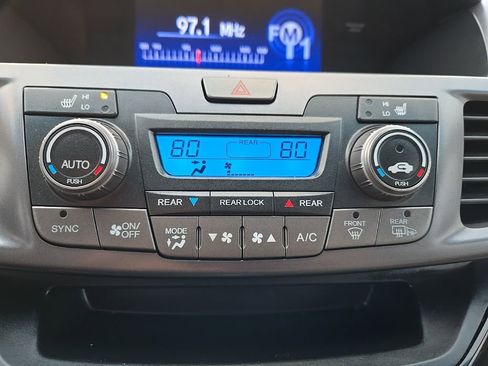 97.1 MHz
FM 1
HI
LO
HI
LO
80 REAR 80
AUTO
PUSH
PUSH
REAR ▼ REAR LOCK ▲ REAR
SYNC
ON/
OFF
MODE
▼ ▲
A/C
FRONT
REAR